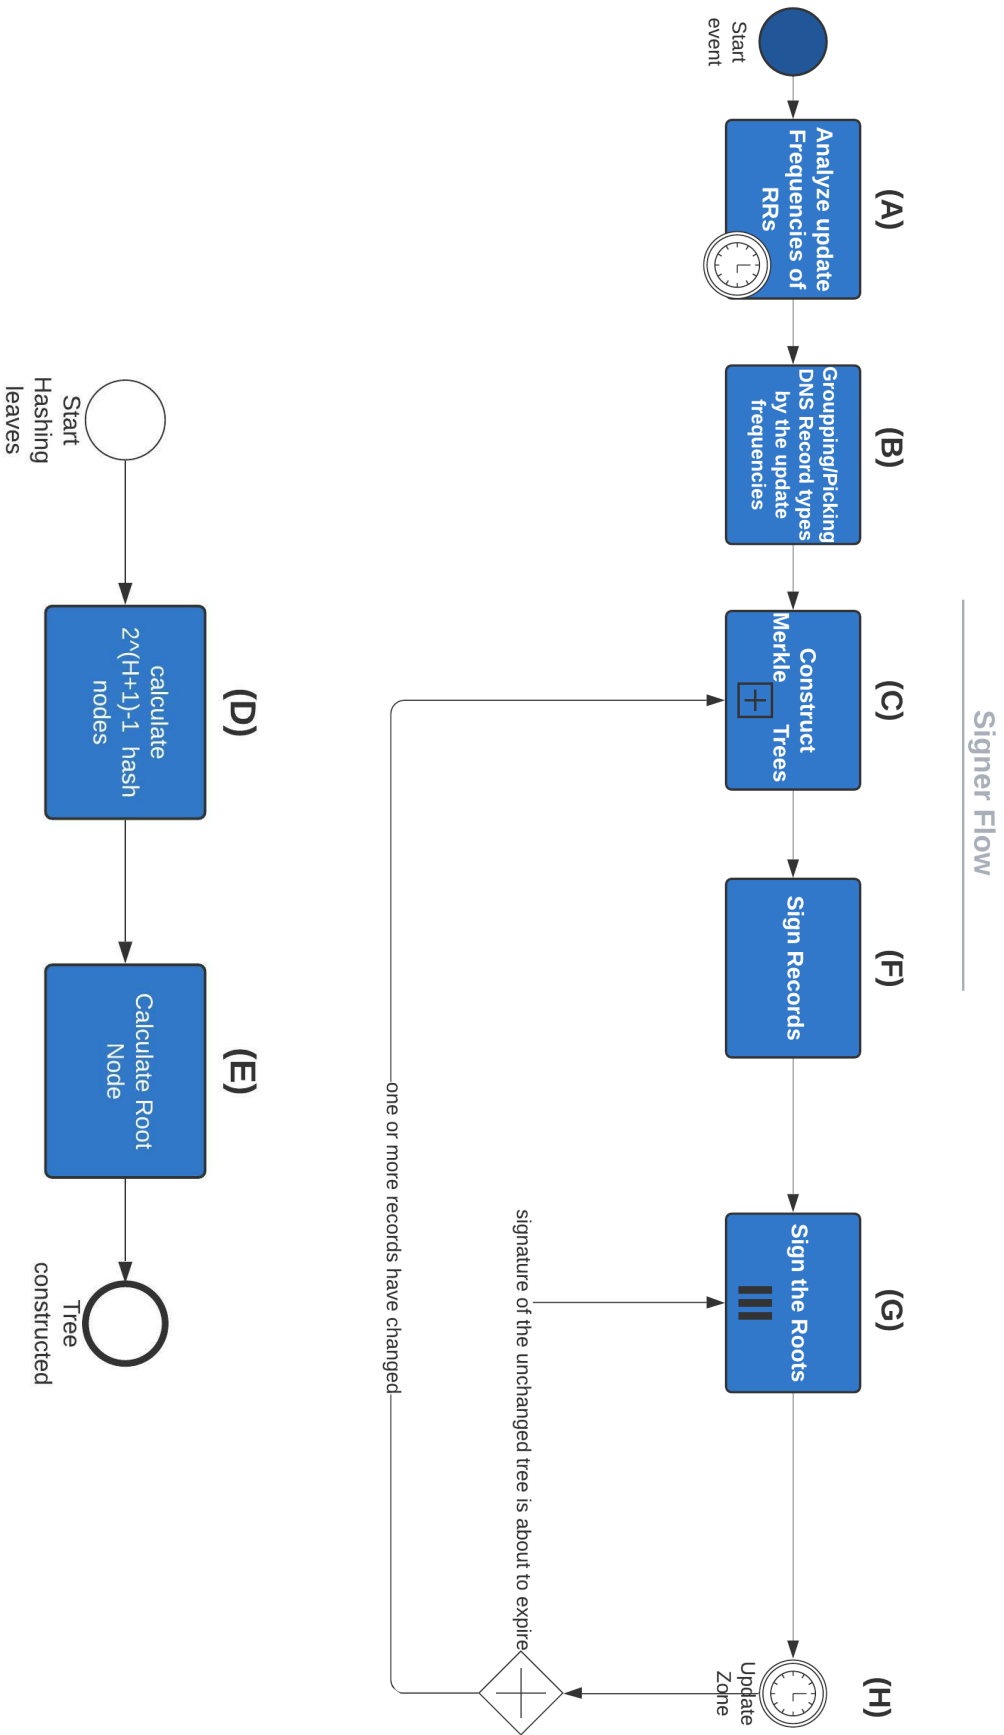 Signer Flow
(A)
(B)
(C)
(F)
(G)
(H)
Start
event
Analyze update
Frequencies of
RRs
Groupping/Picking
DNS Record types
by the update
frequencies
Construct
Merkle Trees
Sign Records
Sign the Roots
Update
Zone
signature of the unchanged tree is about to expire
one or more records have changed
(D)
(E)
Start
Hashing
leaves
calculate
2^(H+1)-1 hash
nodes
Calculate Root
Node
Tree
constructed